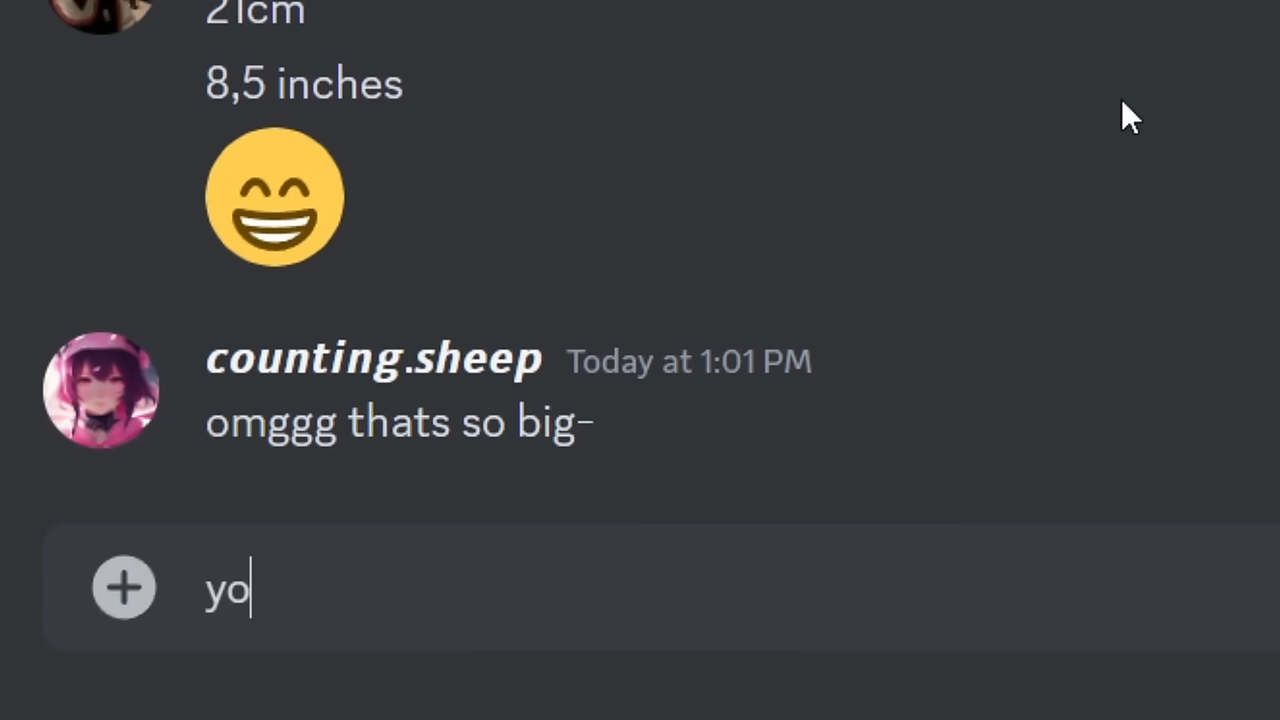 21cm
8,5 inches
counting.sheep Today at 1:01 PM
omggg thats so big-
yo